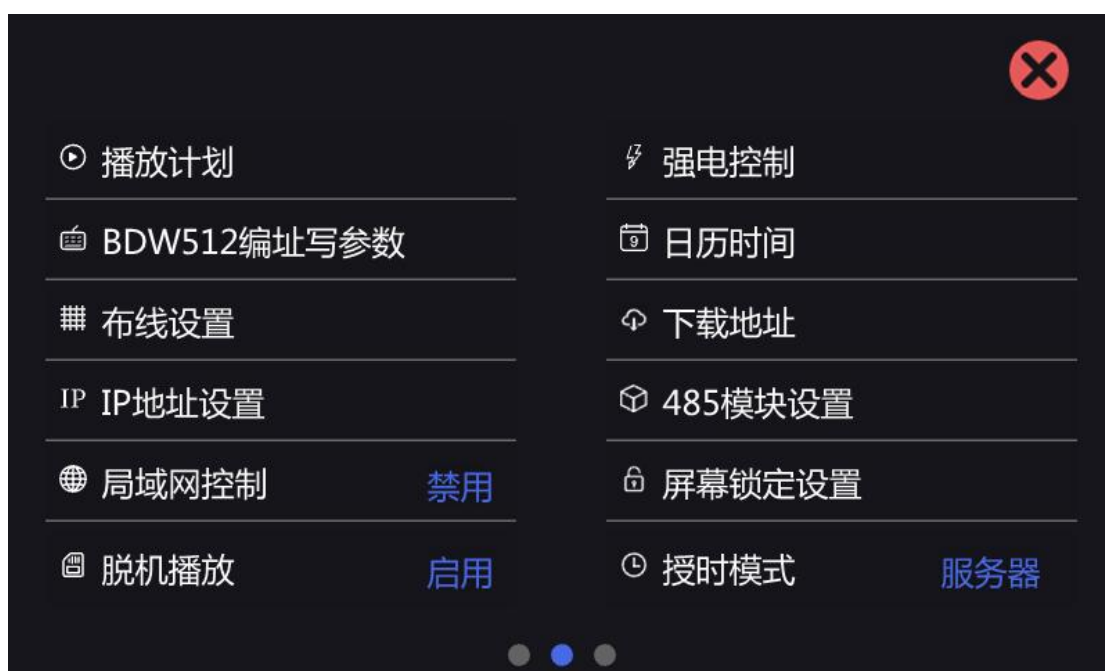 播放计划
强电控制
BDW512编址写参数
9 日历时间
布线设置
下载地址
IP IP地址设置
485模块设置
局域网控制 禁用
屏幕锁定设置
脱机播放 启用
授时模式 服务器